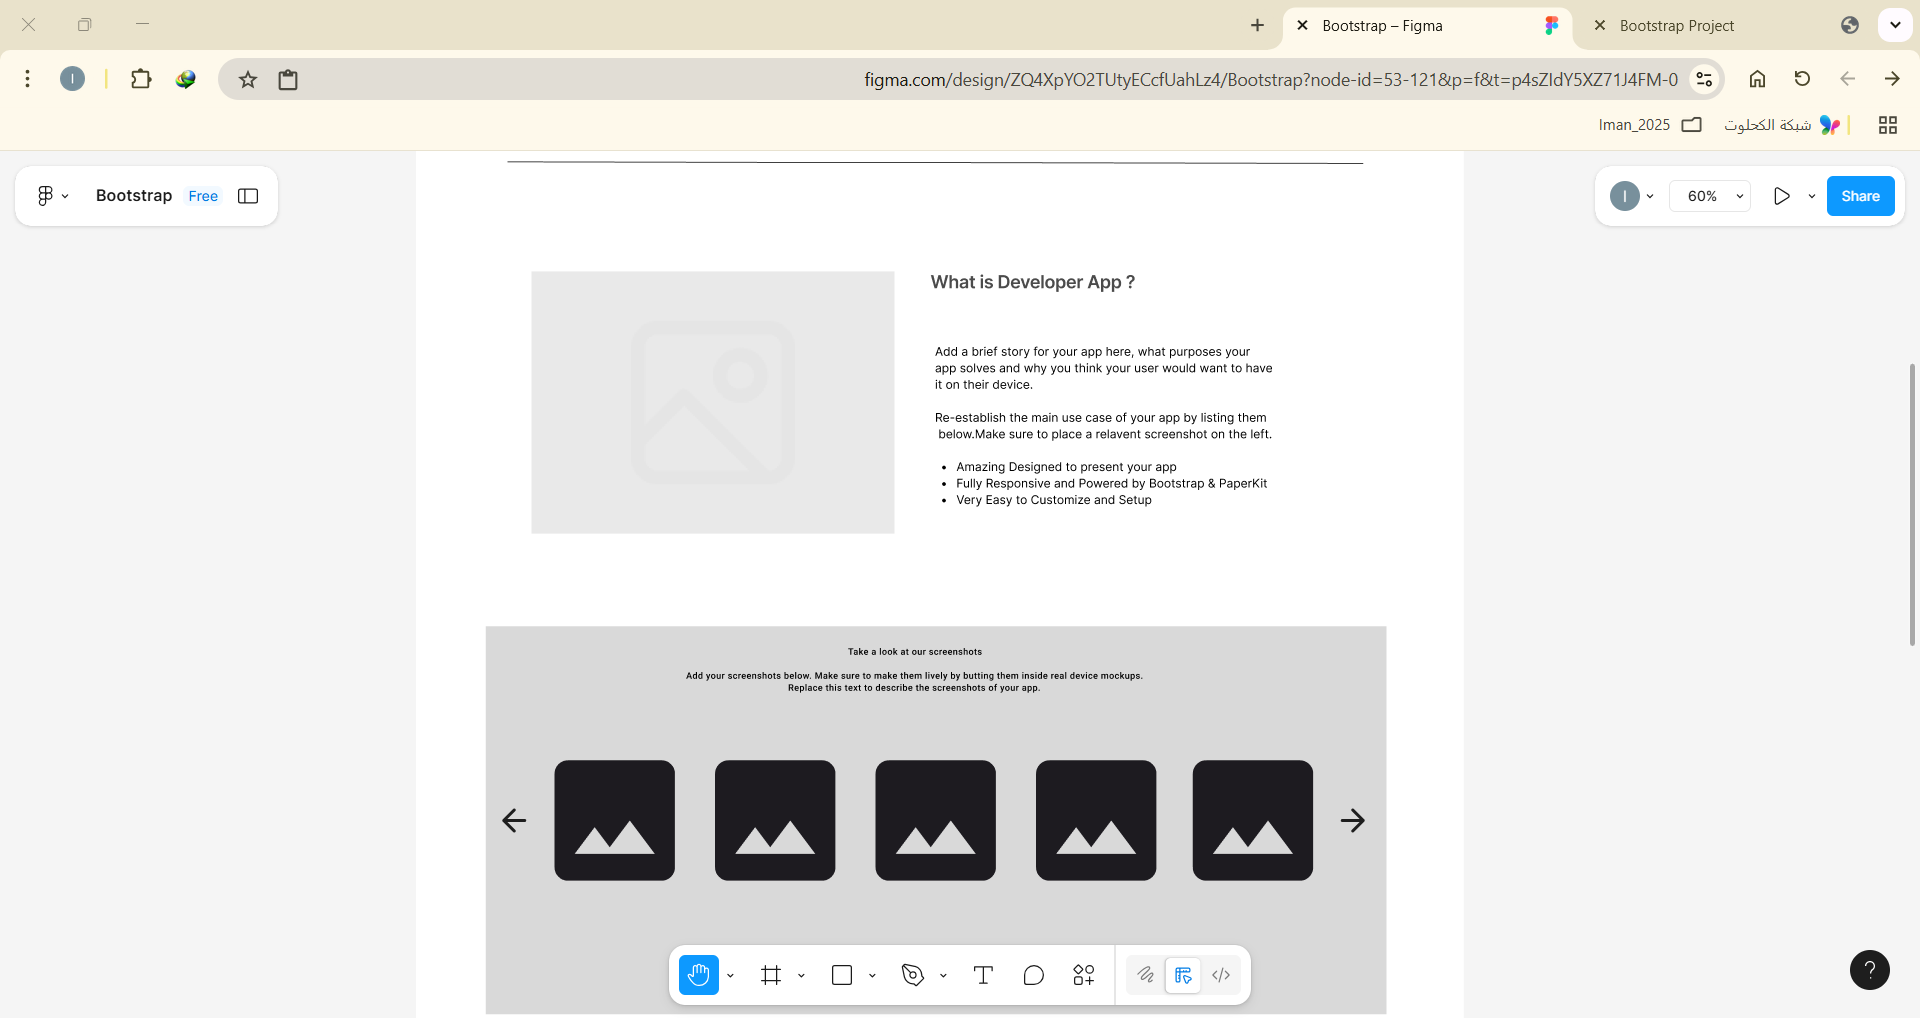 Bootstrap – Figma
Bootstrap Project
I
figma.com/design/ZQ4XpYO2TUtyECcfUahLz4/Bootstrap?node-id=53-121&p=f&t=p4sZIdY5XZ71J4FM-0
Iman_2025
شبكة الكحلوت
Bootstrap
Free
I
60%
Share
What is Developer App ?
Add a brief story for your app here, what purposes your
app solves and why you think your user would want to have
it on their device.
Re-establish the main use case of your app by listing them
below.Make sure to place a relavent screenshot on the left.
• Amazing Designed to present your app
• Fully Responsive and Powered by Bootstrap & PaperKit
• Very Easy to Customize and Setup
Take a look at our screenshots
Add your screenshots below. Make sure to make them lively by butting them inside real device mockups.
Replace this text to describe the screenshots of your app.
?